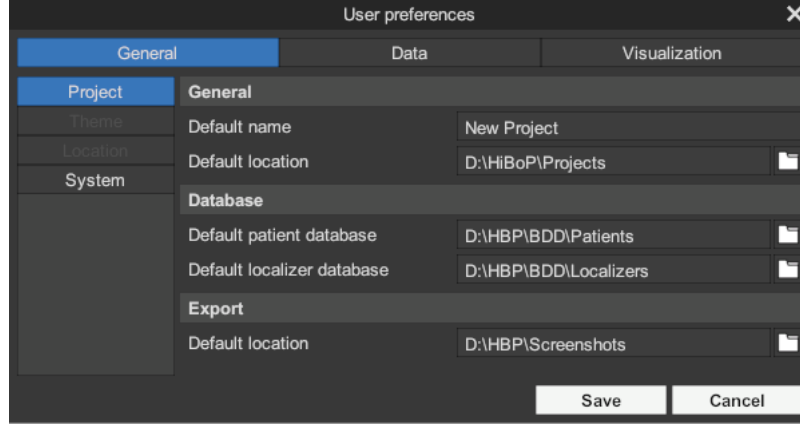 User preferences
General
Data
Visualization
Project
Theme
Location
System
General
Default name
New Project
Default location
D:\HiBoP\Projects
Database
Default patient database
D:\HBP\BDD\Patients
Default localizer database
D:\HBP\BDD\Localizers
Export
Default location
D:\HBP\Screenshots
Save
Cancel